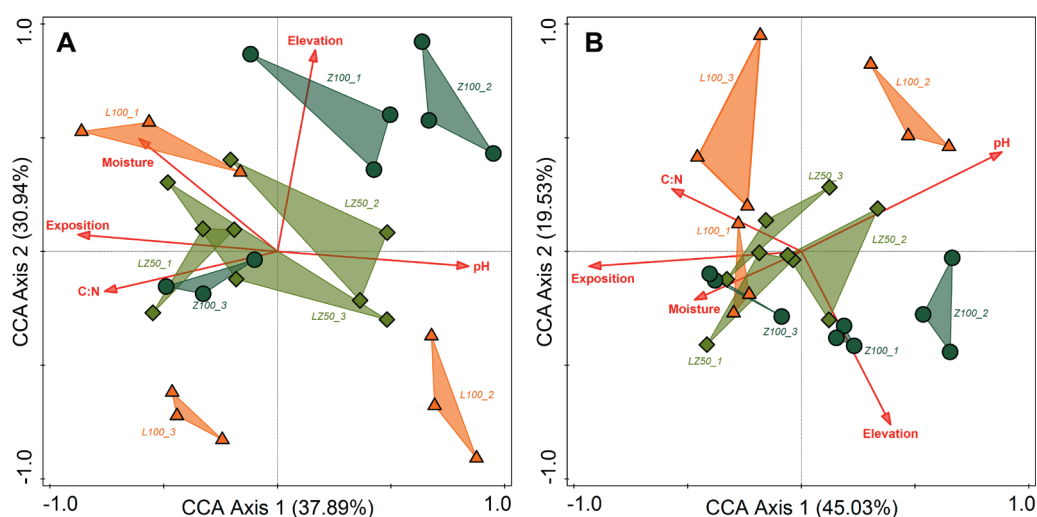 A
1.0
CCA Axis 2 (30.94%)
-1.0
Elevation
Z100_1
Z100_2
L100_1
Moisture
LZ50_2
Exposition
LZ50_1
pH
C:N
Z100_3
LZ50_3
L100_2
L100_3
-1.0
CCA Axis 1 (37.89%)
1.0
B
1.0
CCA Axis 2 (19.53%)
-1.0
L100_3
L100_2
pH
C:N
LZ50_3
L100_1
LZ50_2
Exposition
Moisture
Z100_3
Z100_2
Z100_1
LZ50_1
Elevation
-1.0
CCA Axis 1 (45.03%)
1.0